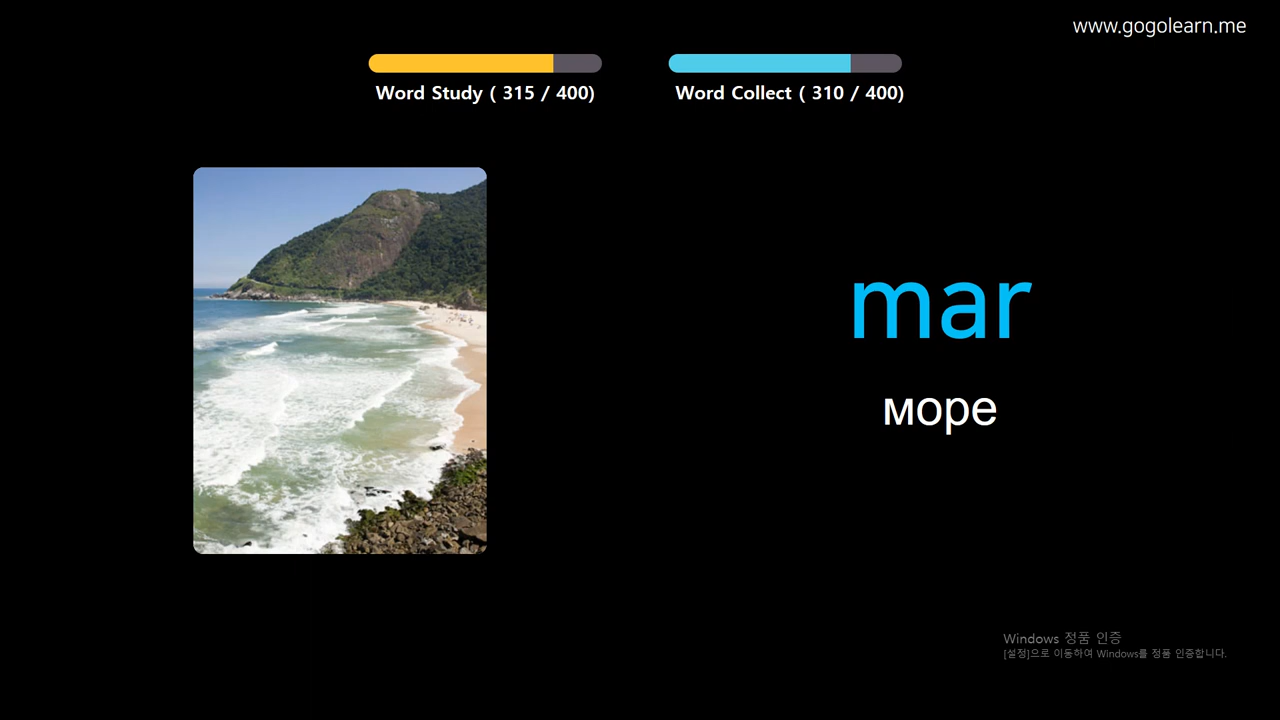 www.gogolearn.me
Word Study ( 315 / 400)
Word Collect ( 310 / 400)
mar
море
Windows 정품 인증
[설정]으로 이동하여 Windows를 정품 인증합니다.